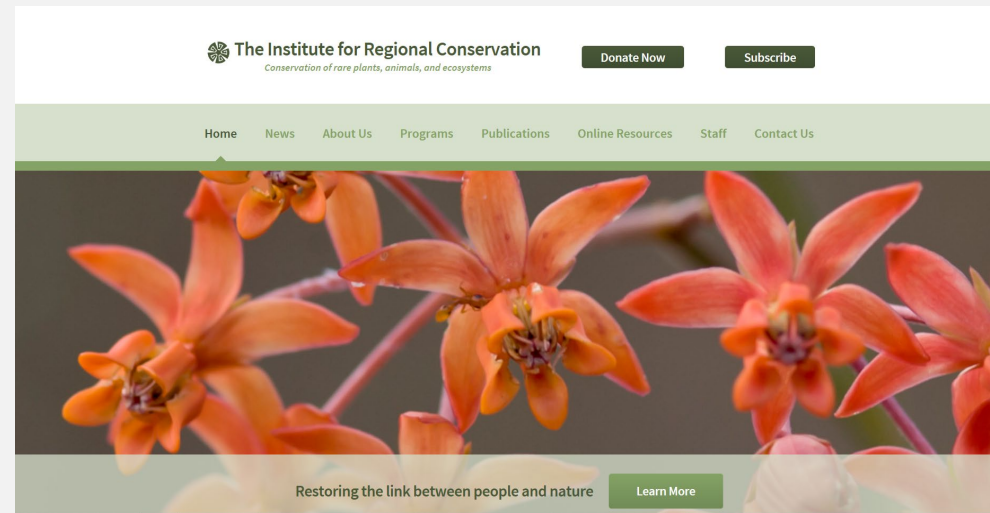 The Institute for Regional Conservation
Conservation of rare plants, animals, and ecosystems
Donate Now
Subscribe
Home News About Us Programs Publications Online Resources Staff Contact Us
Restoring the link between people and nature
Learn More